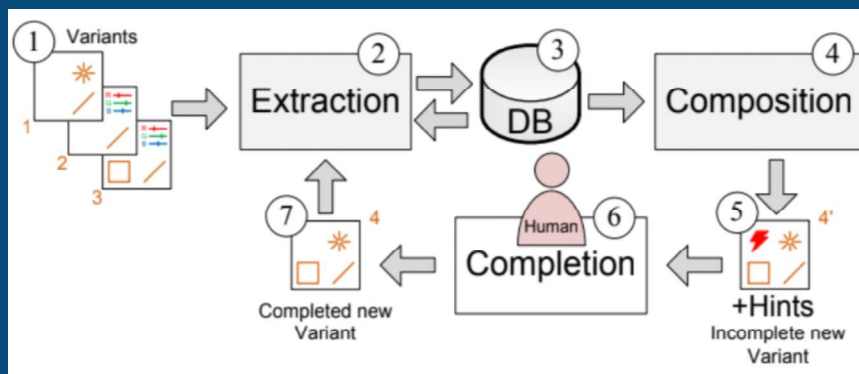 1
Variants
R
G
B
1
R
G
B
2
3
2
Extraction
3
DB
4
Composition
5
4'
+Hints
Incomplete new
Variant
Human
6
Completion
7
4
Completed new
Variant